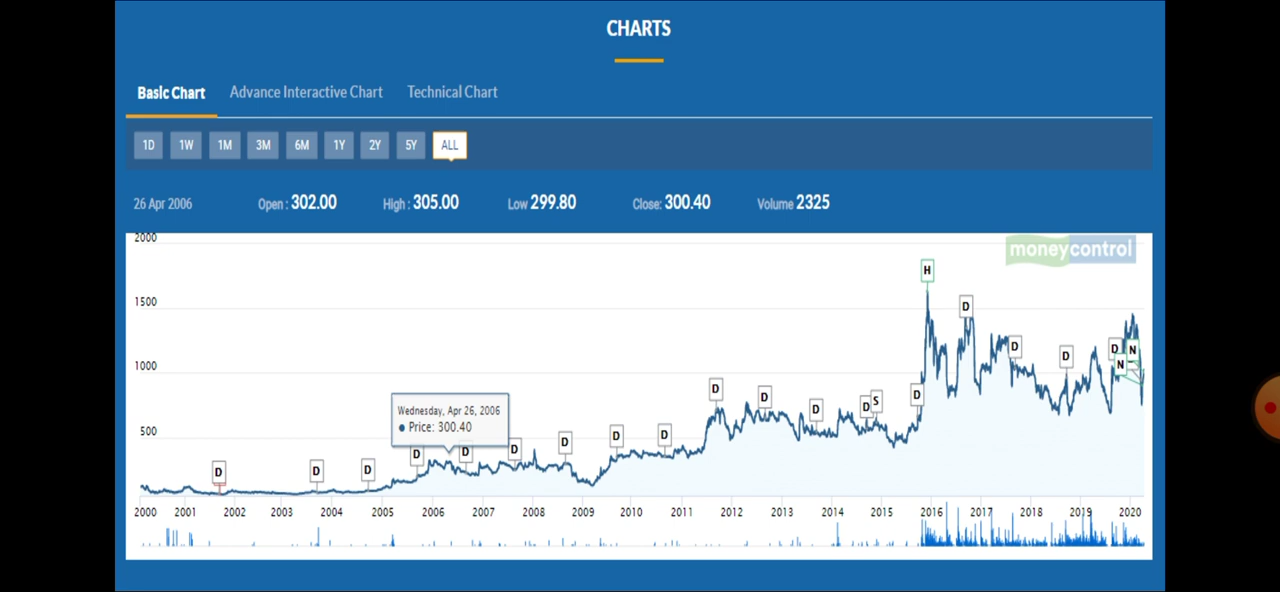 CHARTS
Basic Chart Advance Interactive Chart Technical Chart
1D 1W 1M 3M 6M 1Y 2Y 5Y ALL
26 Apr 2006 Open : 302.00 High : 305.00 Low 299.80 Close: 300.40 Volume 2325
2000
moneycontrol
H
1500
D
D
D
N
D
N
1000
D
D
D
S
D
D
D
Wednesday, Apr 26, 2006
Price: 300.40
500
D
D
D
D
D
D
D
D
D
2000 2001 2002 2003 2004 2005 2006 2007 2008 2009 2010 2011 2012 2013 2014 2015 2016 2017 2018 2019 2020